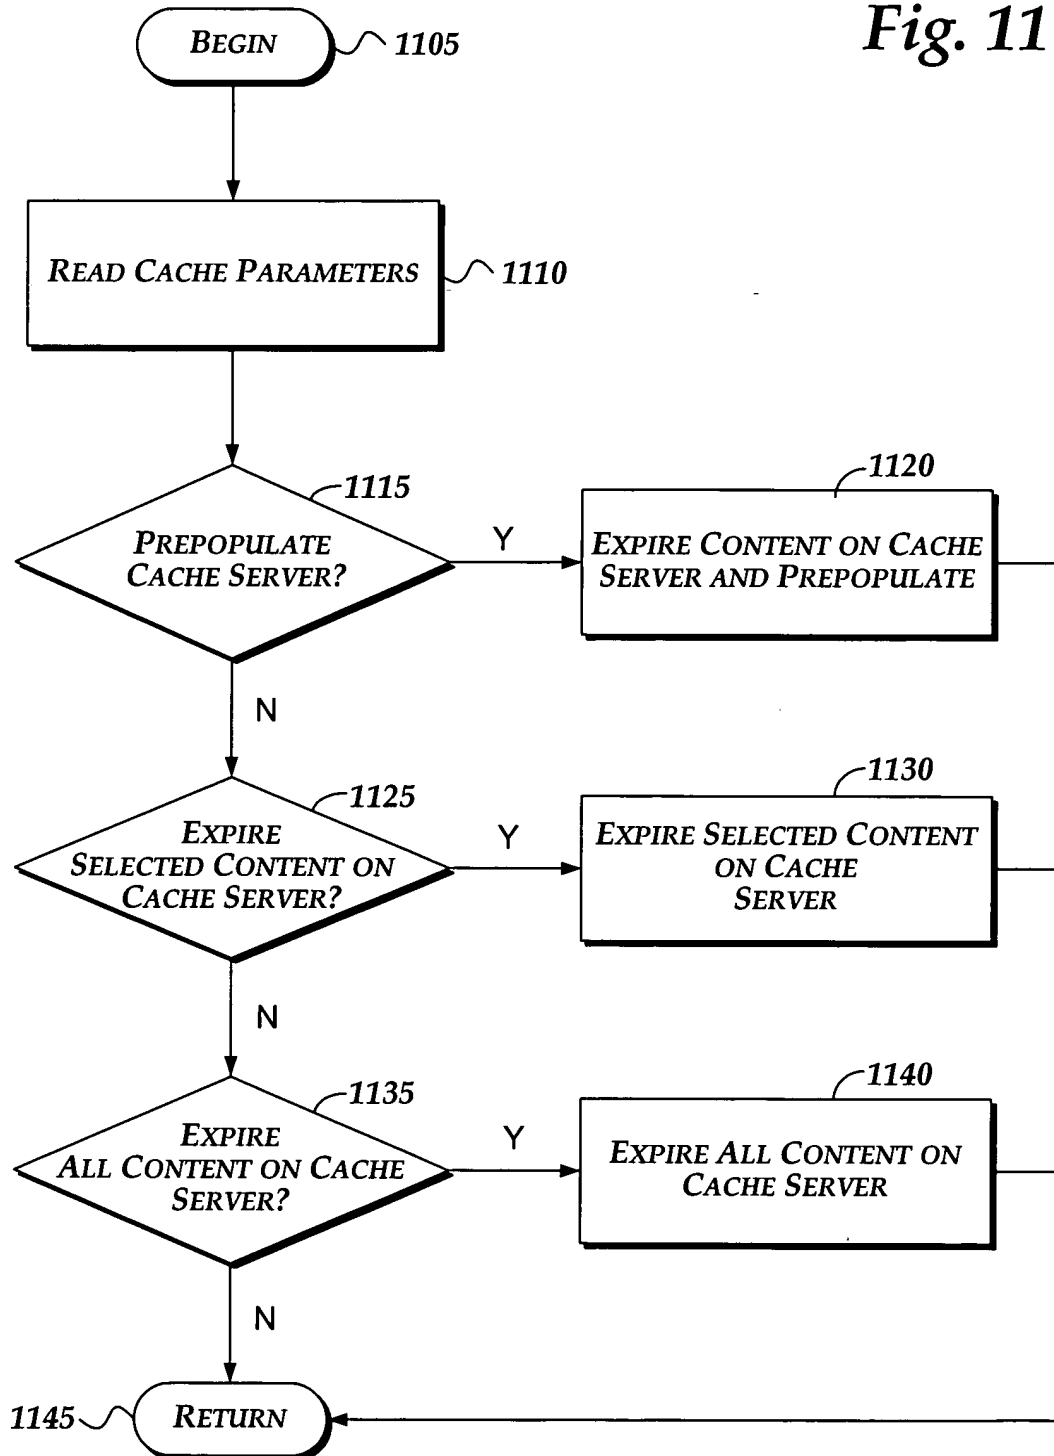 Fig. 11
BEGIN
1105
READ CACHE PARAMETERS
1110
1115
PREPOPULATE
CACHE SERVER?
Y
1120
EXPIRE CONTENT ON CACHE
SERVER AND PREPOPULATE
N
1125
EXPIRE
SELECTED CONTENT ON
CACHE SERVER?
Y
1130
EXPIRE SELECTED CONTENT
ON CACHE
SERVER
N
1135
EXPIRE
ALL CONTENT ON CACHE
SERVER?
Y
1140
EXPIRE ALL CONTENT ON
CACHE SERVER
N
1145
RETURN